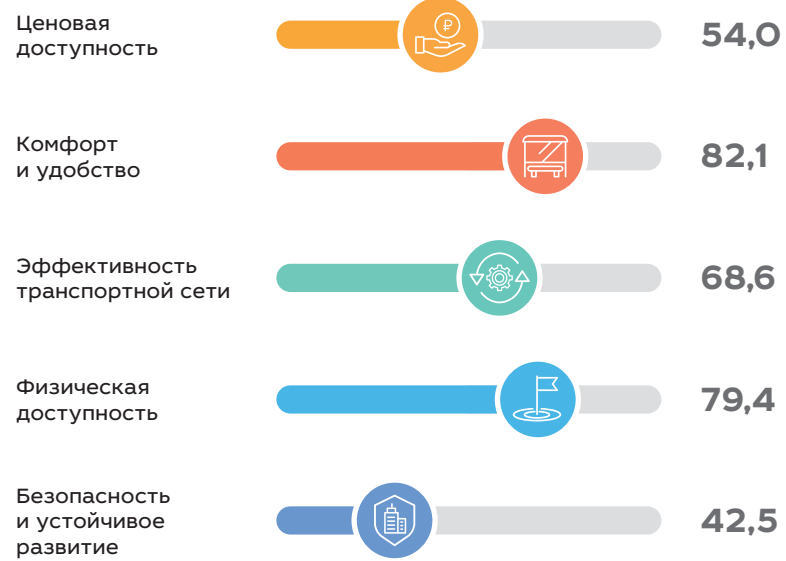 Ценовая
доступность
54,0
₽
Комфорт
и удобство
82,1
Эффективность
транспортной сети
68,6
Физическая
доступность
79,4
Безопасность
и устойчивое
развитие
42,5